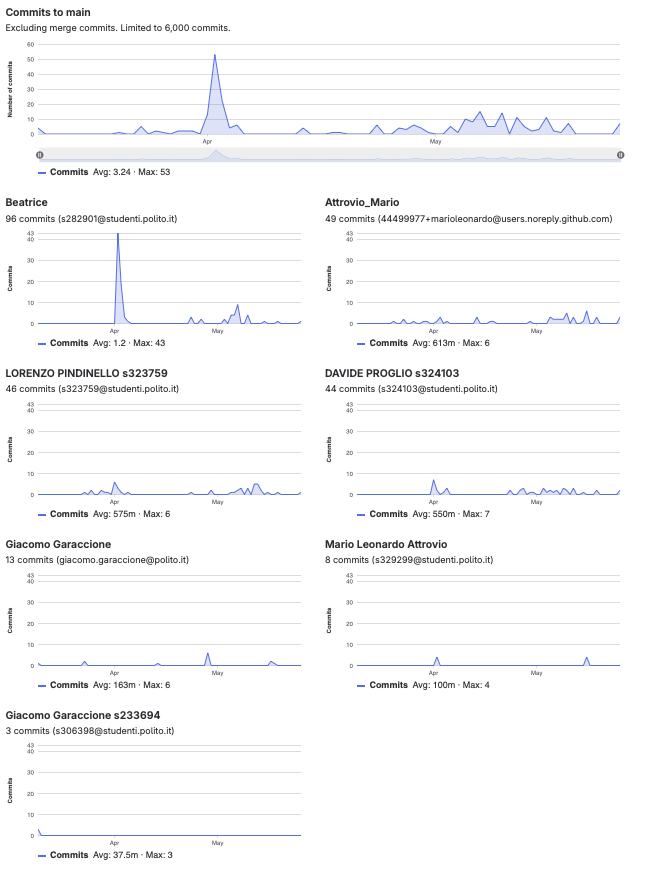 Commits to main
Excluding merge commits. Limited to 6,000 commits.
Number of commits
60
50
40
30
20
10
0
Apr
May
Commits Avg: 3.24 · Max: 53
Beatrice
96 commits (s282901@studenti.polito.it)
Commits
43
40
30
20
10
0
Apr
May
Commits Avg: 1.2 · Max: 43
Attrovio_Mario
49 commits (44499977+marioleonardo@users.noreply.github.com)
Commits
43
40
30
20
10
0
Apr
May
Commits Avg: 613m · Max: 6
LORENZO PINDINELLO s323759
46 commits (s323759@studenti.polito.it)
Commits
43
40
30
20
10
0
Apr
May
Commits Avg: 575m · Max: 6
DAVIDE PROGLIO s324103
44 commits (s324103@studenti.polito.it)
Commits
43
40
30
20
10
0
Apr
May
Commits Avg: 550m · Max: 7
Giacomo Garaccione
13 commits (giacomo.garaccione@polito.it)
Commits
43
40
30
20
10
0
Apr
May
Commits Avg: 163m · Max: 6
Mario Leonardo Attrovio
8 commits (s329299@studenti.polito.it)
Commits
43
40
30
20
10
0
Apr
May
Commits Avg: 100m · Max: 4
Giacomo Garaccione s233694
3 commits (s306398@studenti.polito.it)
Commits
43
40
30
20
10
0
Apr
May
Commits Avg: 37.5m · Max: 3